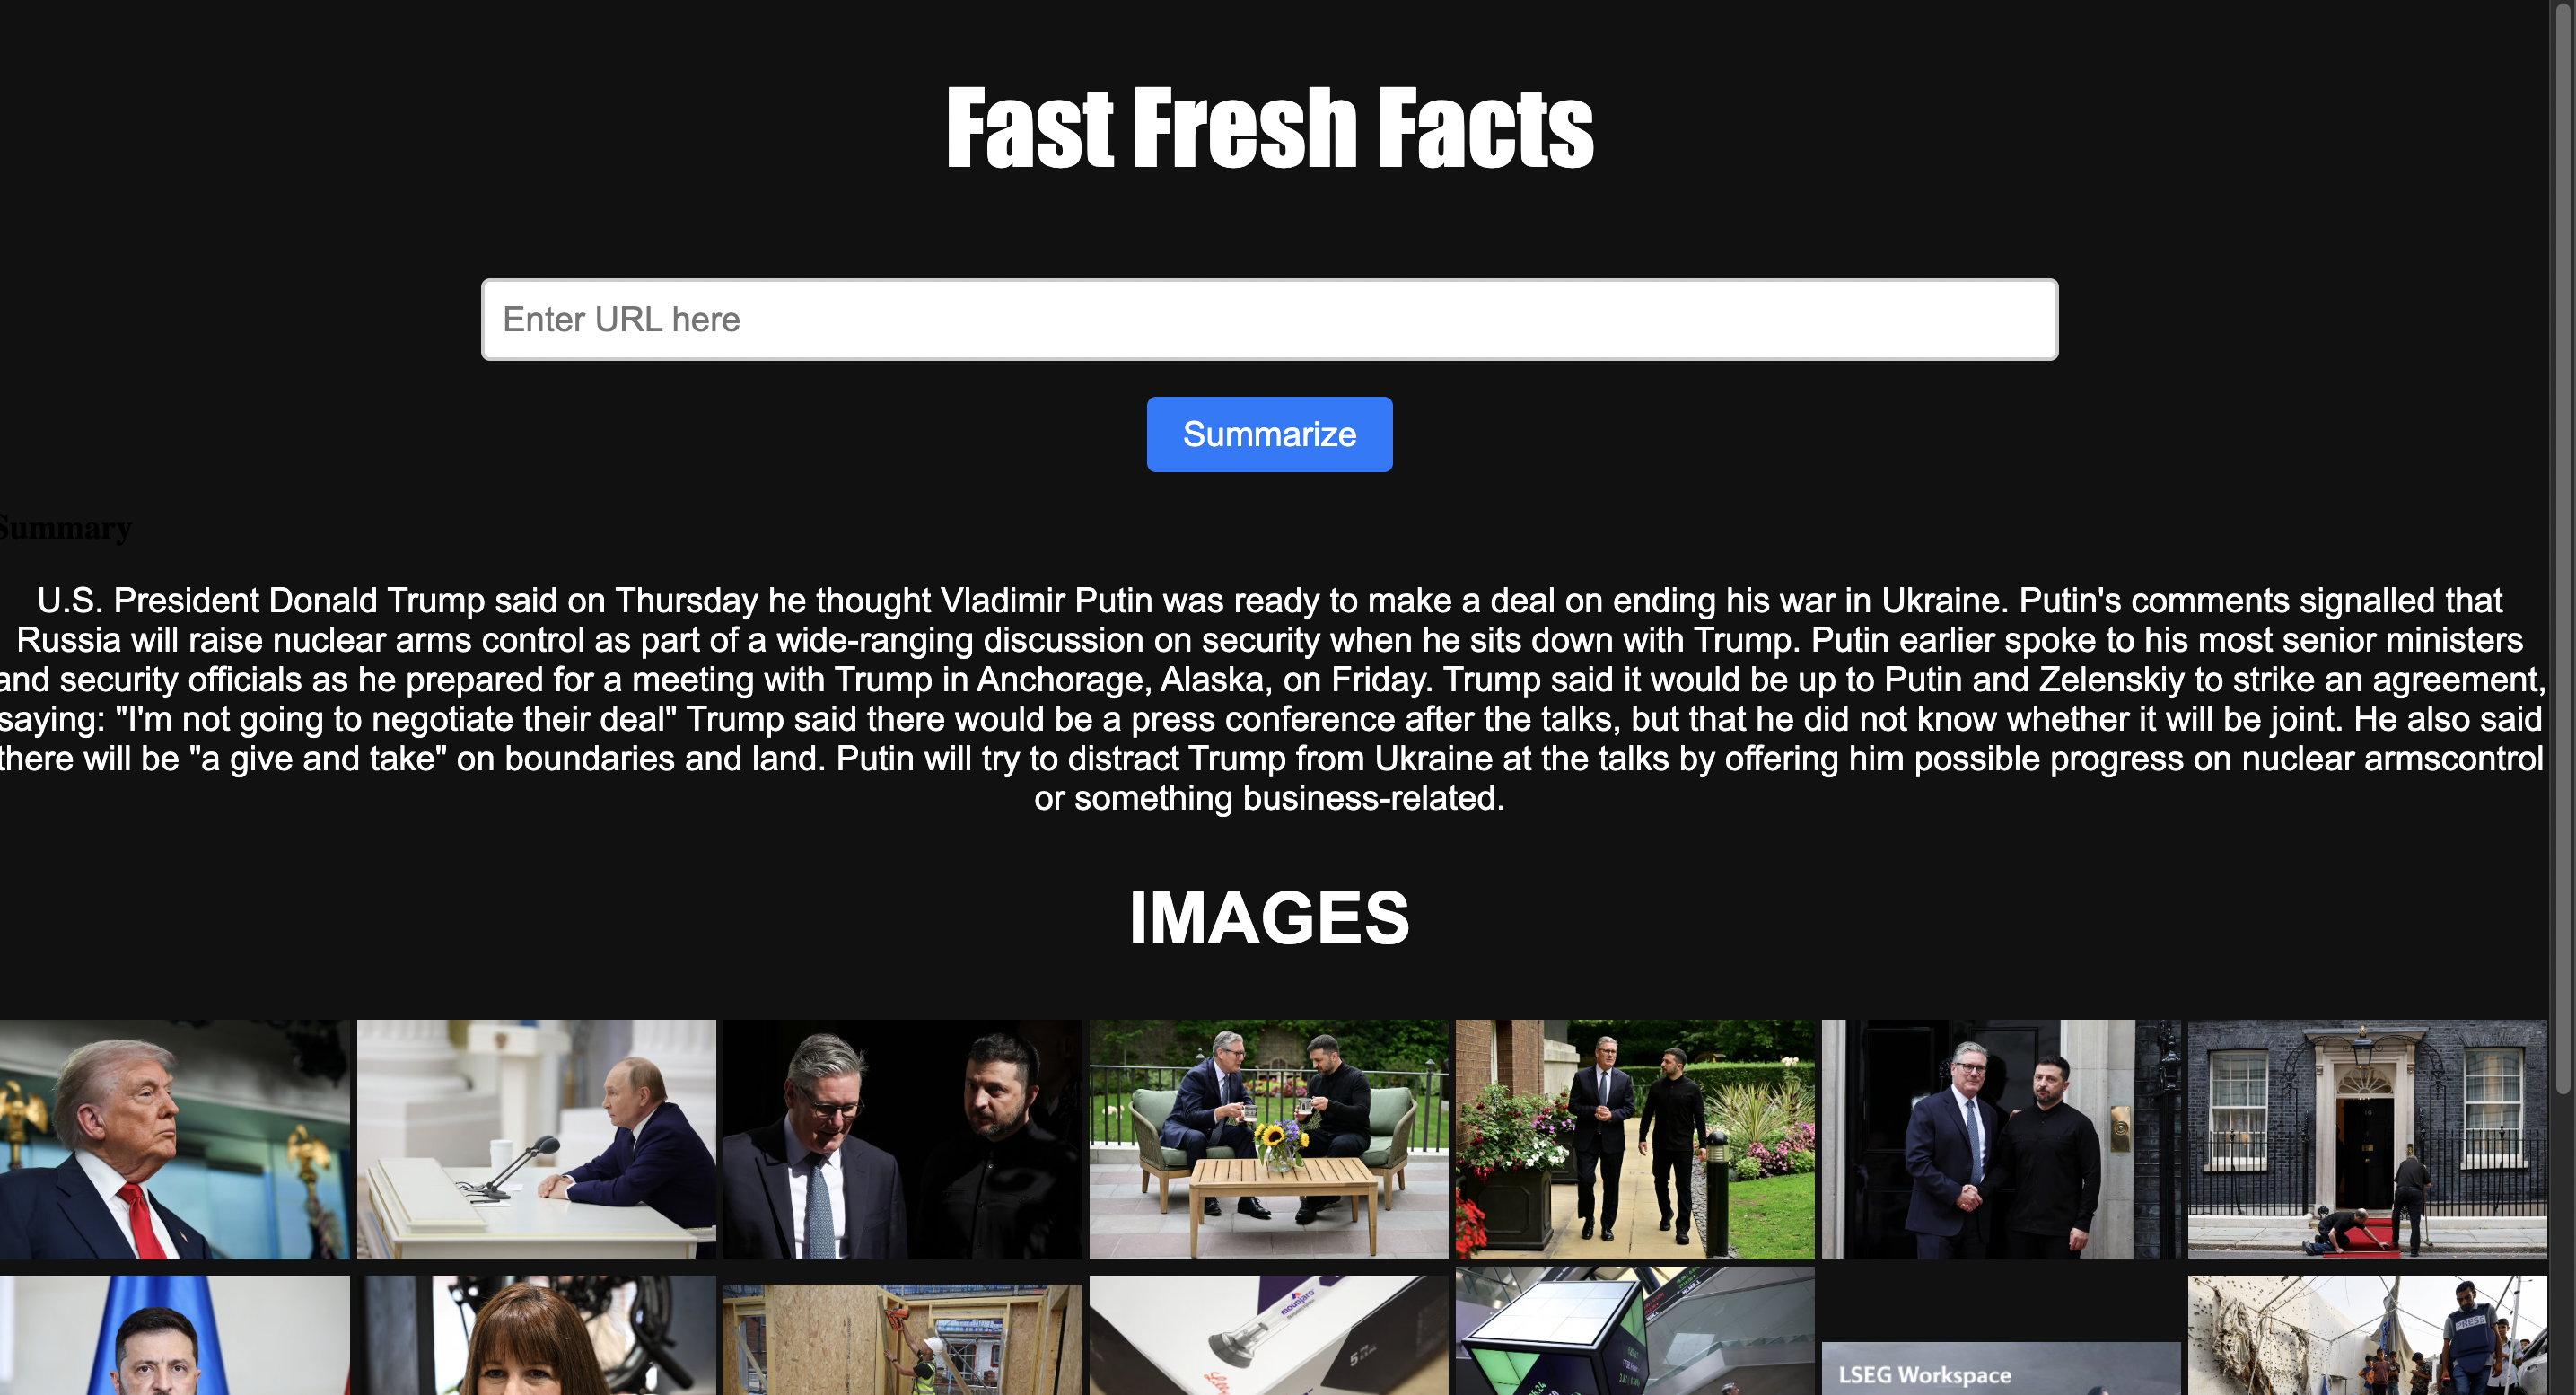 Fast Fresh Facts
Enter URL here
Summarize
Summary
U.S. President Donald Trump said on Thursday he thought Vladimir Putin was ready to make a deal on ending his war in Ukraine. Putin's comments signalled that
Russia will raise nuclear arms control as part of a wide-ranging discussion on security when he sits down with Trump. Putin earlier spoke to his most senior ministers
and security officials as he prepared for a meeting with Trump in Anchorage, Alaska, on Friday. Trump said it would be up to Putin and Zelenskiy to strike an agreement,
saying: "I'm not going to negotiate their deal" Trump said there would be a press conference after the talks, but that he did not know whether it will be joint. He also said
there will be "a give and take" on boundaries and land. Putin will try to distract Trump from Ukraine at the talks by offering him possible progress on nuclear armscontrol
or something business-related.
IMAGES
mounjaro
Lilly
PRESS
LSEG Workspace